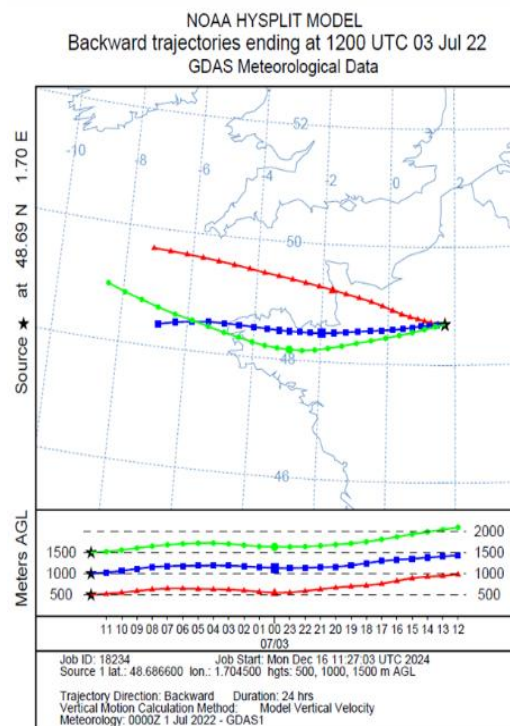 NOAA HYSPLIT MODEL
Backward trajectories ending at 1200 UTC 03 Jul 22
GDAS Meteorological Data
Source ★ at 48.69 N 1.70 E
-10
-8
-6
-4
-2
0
2
52
50
48
46
Meters AGL
1500
1000
500
2000
1500
1000
500
11 10 09 08 07 06 05 04 03 02 01 00 23 22 21 20 19 18 17 16 15 14 13 12
07/03
Job ID: 18234 Job Start: Mon Dec 16 11:27:03 UTC 2024
Source 1 lat.: 48.686600 lon.: 1.704500 hgts: 500, 1000, 1500 m AGL
Trajectory Direction: Backward Duration: 24 hrs
Vertical Motion Calculation Method: Model Vertical Velocity
Meteorology: 0000Z 1 Jul 2022 - GDAS1